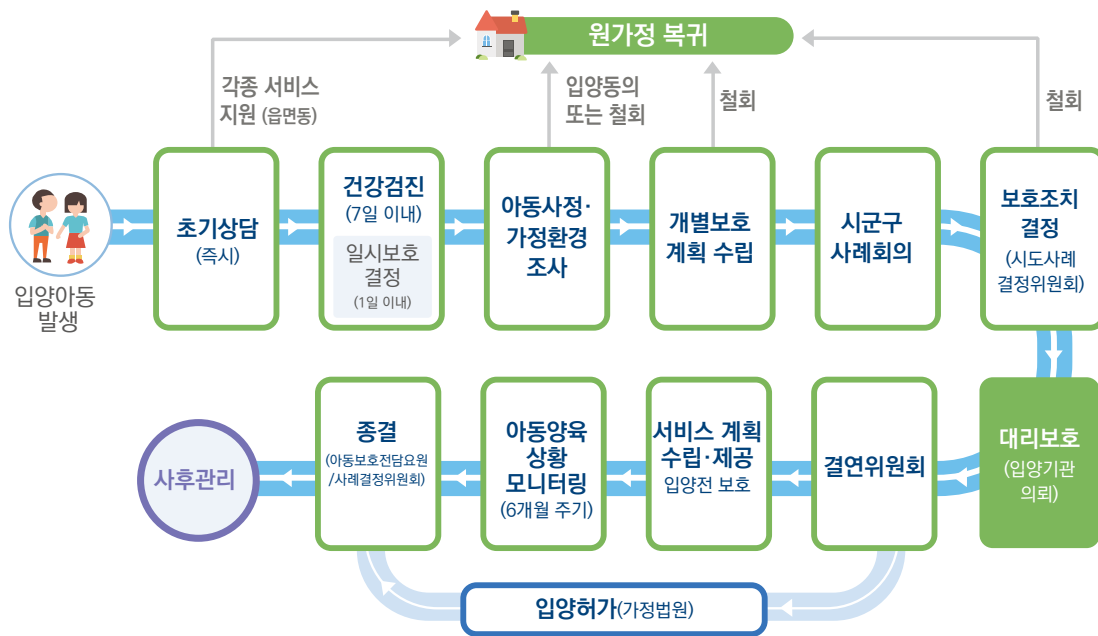 원가정 복귀
각종 서비스
지원 (읍면동)
입양동의
또는 철회
철회
철회
입양아동
발생
초기상담
(즉시)
건강검진
(7일 이내)
일시보호
결정
(1일 이내)
아동사정·
가정환경
조사
개별보호
계획 수립
시군구
사례회의
보호조치
결정
(시도사례
결정위원회)
대리보호
(입양기관
의뢰)
결연위원회
서비스 계획
수립·제공
입양전 보호
아동양육
상황
모니터링
(6개월 주기)
종결
(아동보호전담요원
/사례결정위원회)
사후관리
입양허가(가정법원)